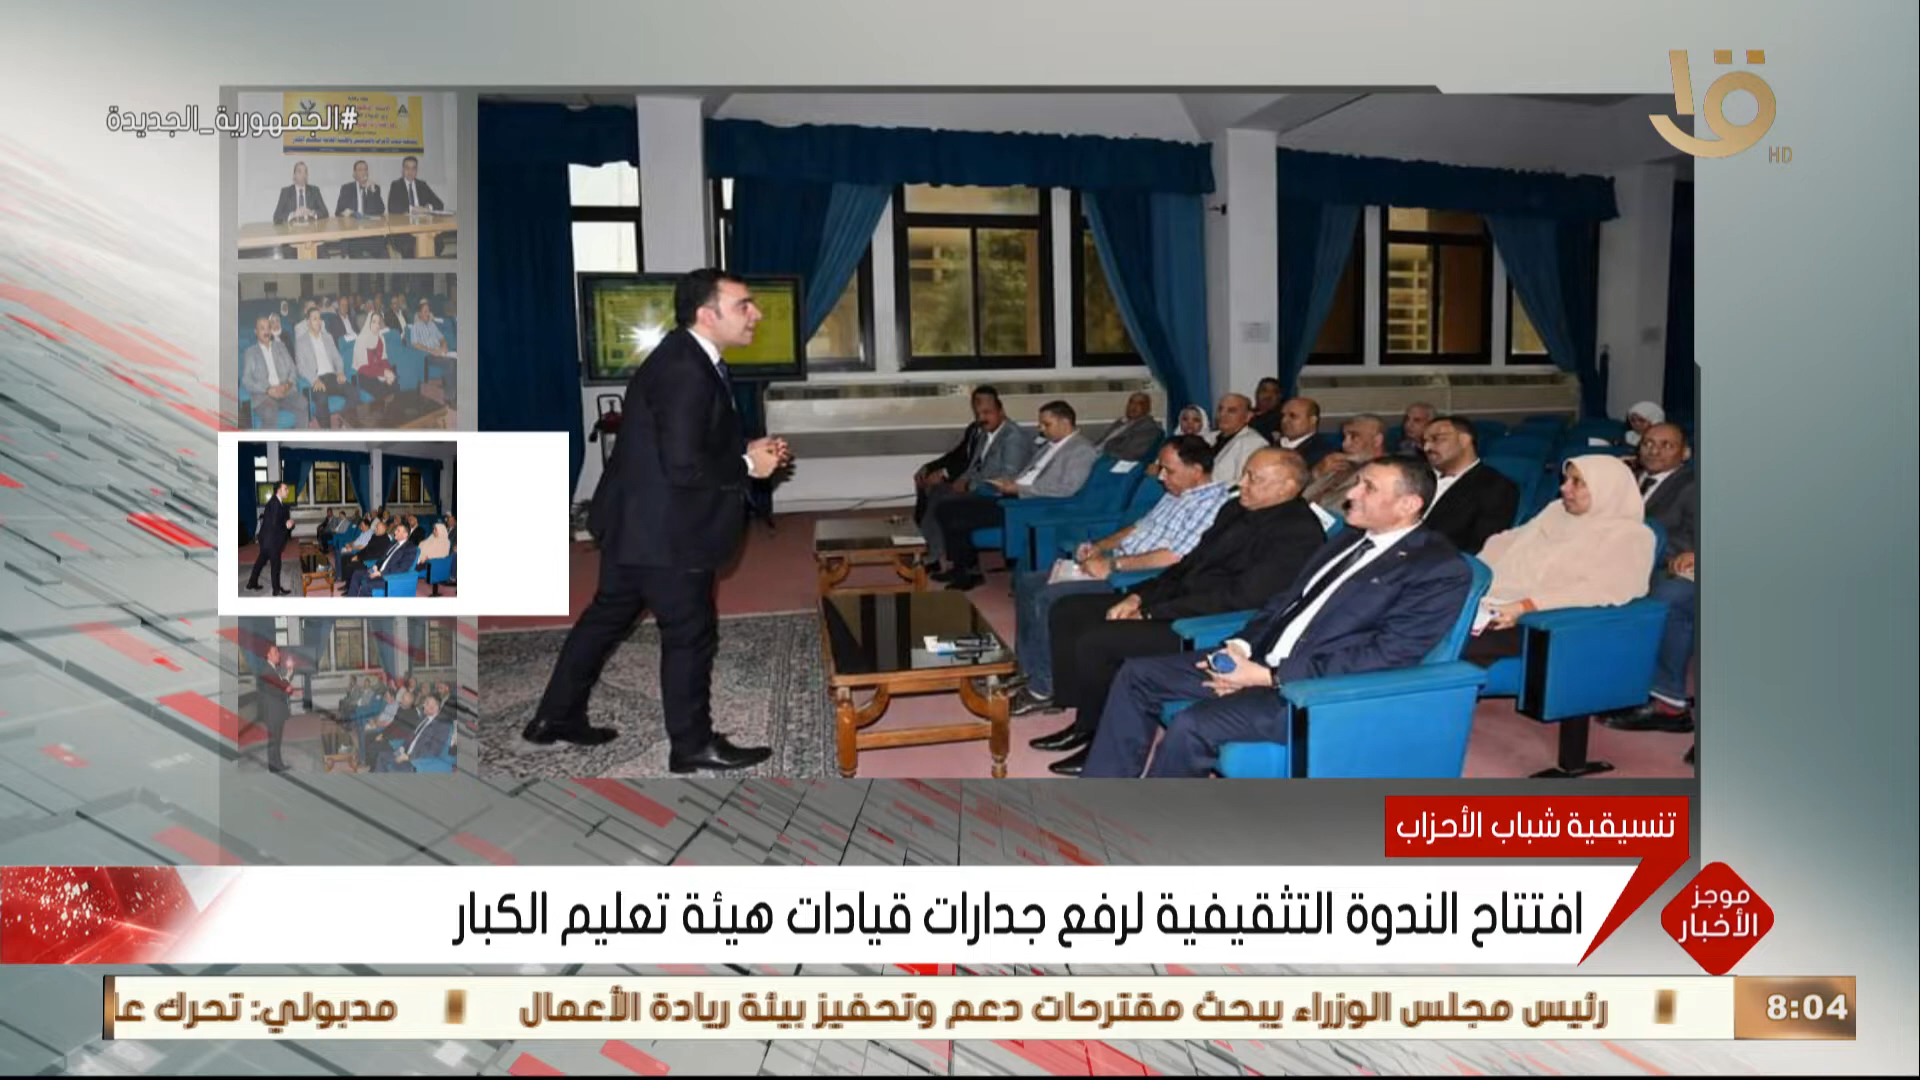 #الجمهورية_الجديدة
HD
تنسيقية شباب الأحزاب
موجز الأخبار
افتتاح الندوة التثقيفية لرفع جدارات قيادات هيئة تعليم الكبار
8:04
رئيس مجلس الوزراء يبحث مقترحات دعم وتحفيز بيئة ريادة الأعمال
مدبولي: تحرك عا